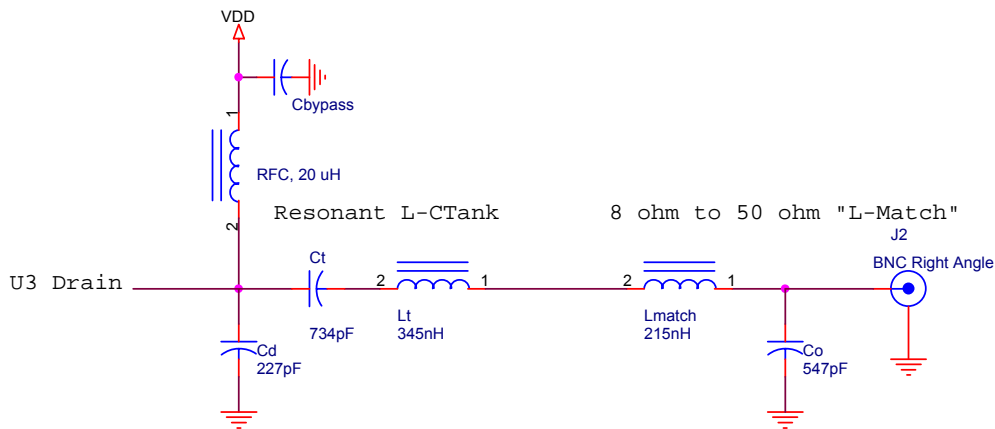 VDD
Cbypass
1
RFC, 20 uH
2
Resonant L-CTank
8 ohm to 50 ohm "L-Match"
J2
BNC Right Angle
U3 Drain
Ct
734pF
2
1
Lt
345nH
2
1
Lmatch
215nH
Cd
227pF
Co
547pF